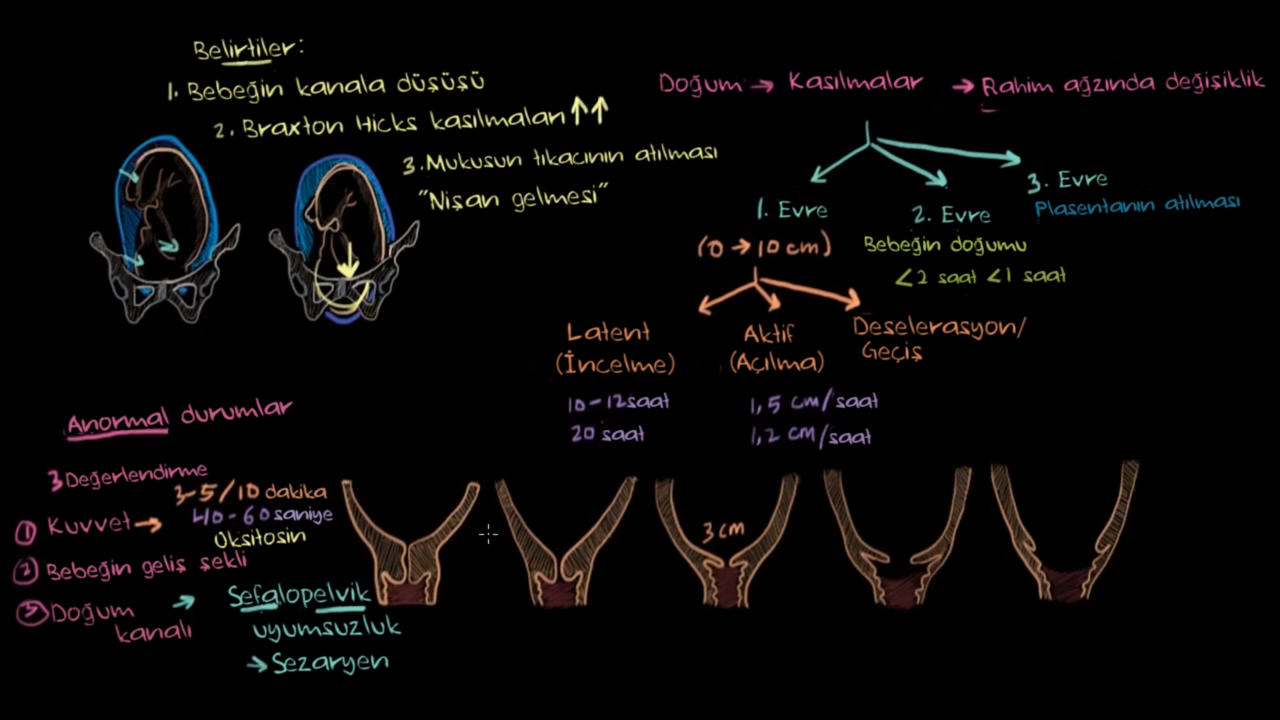 Belirtiler:
1. Bebeğin kanala düşüşü
2. Braxton Hicks kasılmaları ↑↑
3. Mukusun tıkacının atılması
"Nişan gelmesi"
Doğum → Kasılmalar → Rahim ağzında değişiklik
1. Evre
(0 → 10 cm)
2. Evre
Bebeğin doğumu
<2 saat <1 saat
3. Evre
Plasentanın atılması
Latent
(İncelme)
10-12 saat
20 saat
Aktif
(Açılma)
1,5 cm/saat
1,2 cm/saat
Deselerasyon/
Geçiş
Anormal durumlar
3 Değerlendirme
① Kuvvet →
3-5/10 dakika
40-60 saniye
Oksitosin
② Bebeğin geliş şekli
③ Doğum
kanalı
→ Sefalopelvik
uyumsuzluk
→ Sezaryen
3 cm